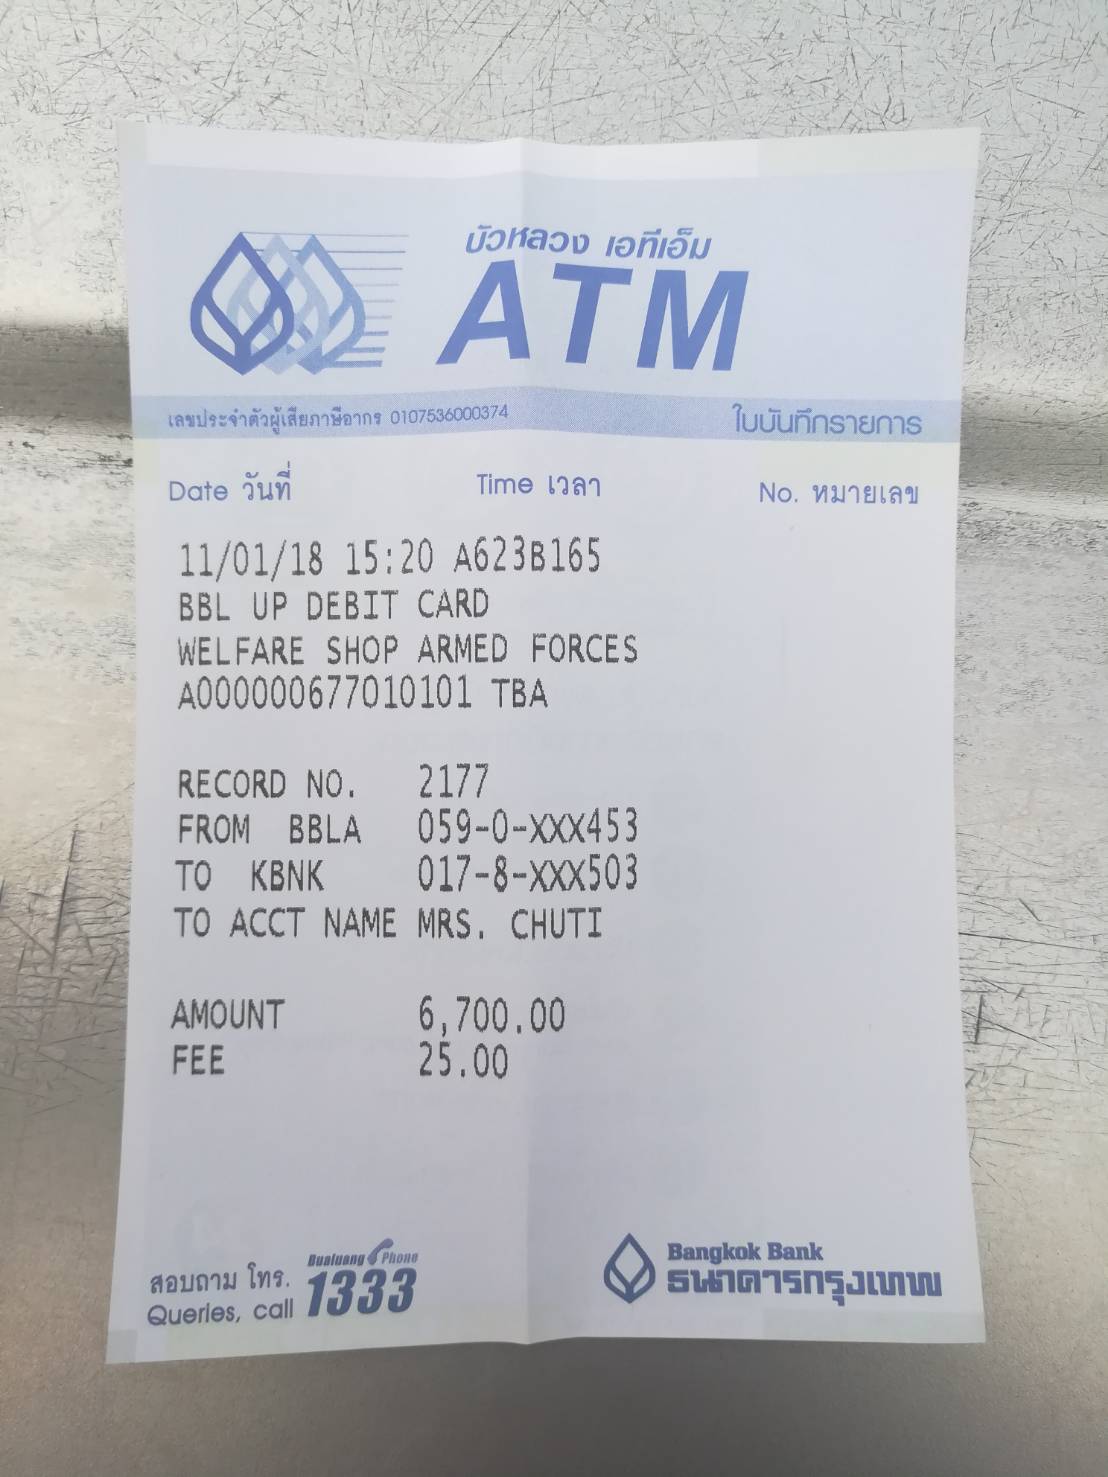 บัวหลวง เอทีเอ็ม
ATM
เลขประจำตัวผู้เสียภาษีอากร 0107536000374
ใบบันทึกรายการ
Date วันที่ Time เวลา No. หมายเลข
11/01/18 15:20 A623B165
BBL UP DEBIT CARD
WELFARE SHOP ARMED FORCES
A000000677010101 TBA
RECORD NO. 2177
FROM BBLA 059-0-XXX453
TO KBNK 017-8-XXX503
TO ACCT NAME MRS. CHUTI
AMOUNT 6,700.00
FEE 25.00
สอบถาม โทร.
Queries, call
Bualuang Phone
1333
Bangkok Bank
ธนาคารกรุงเทพ